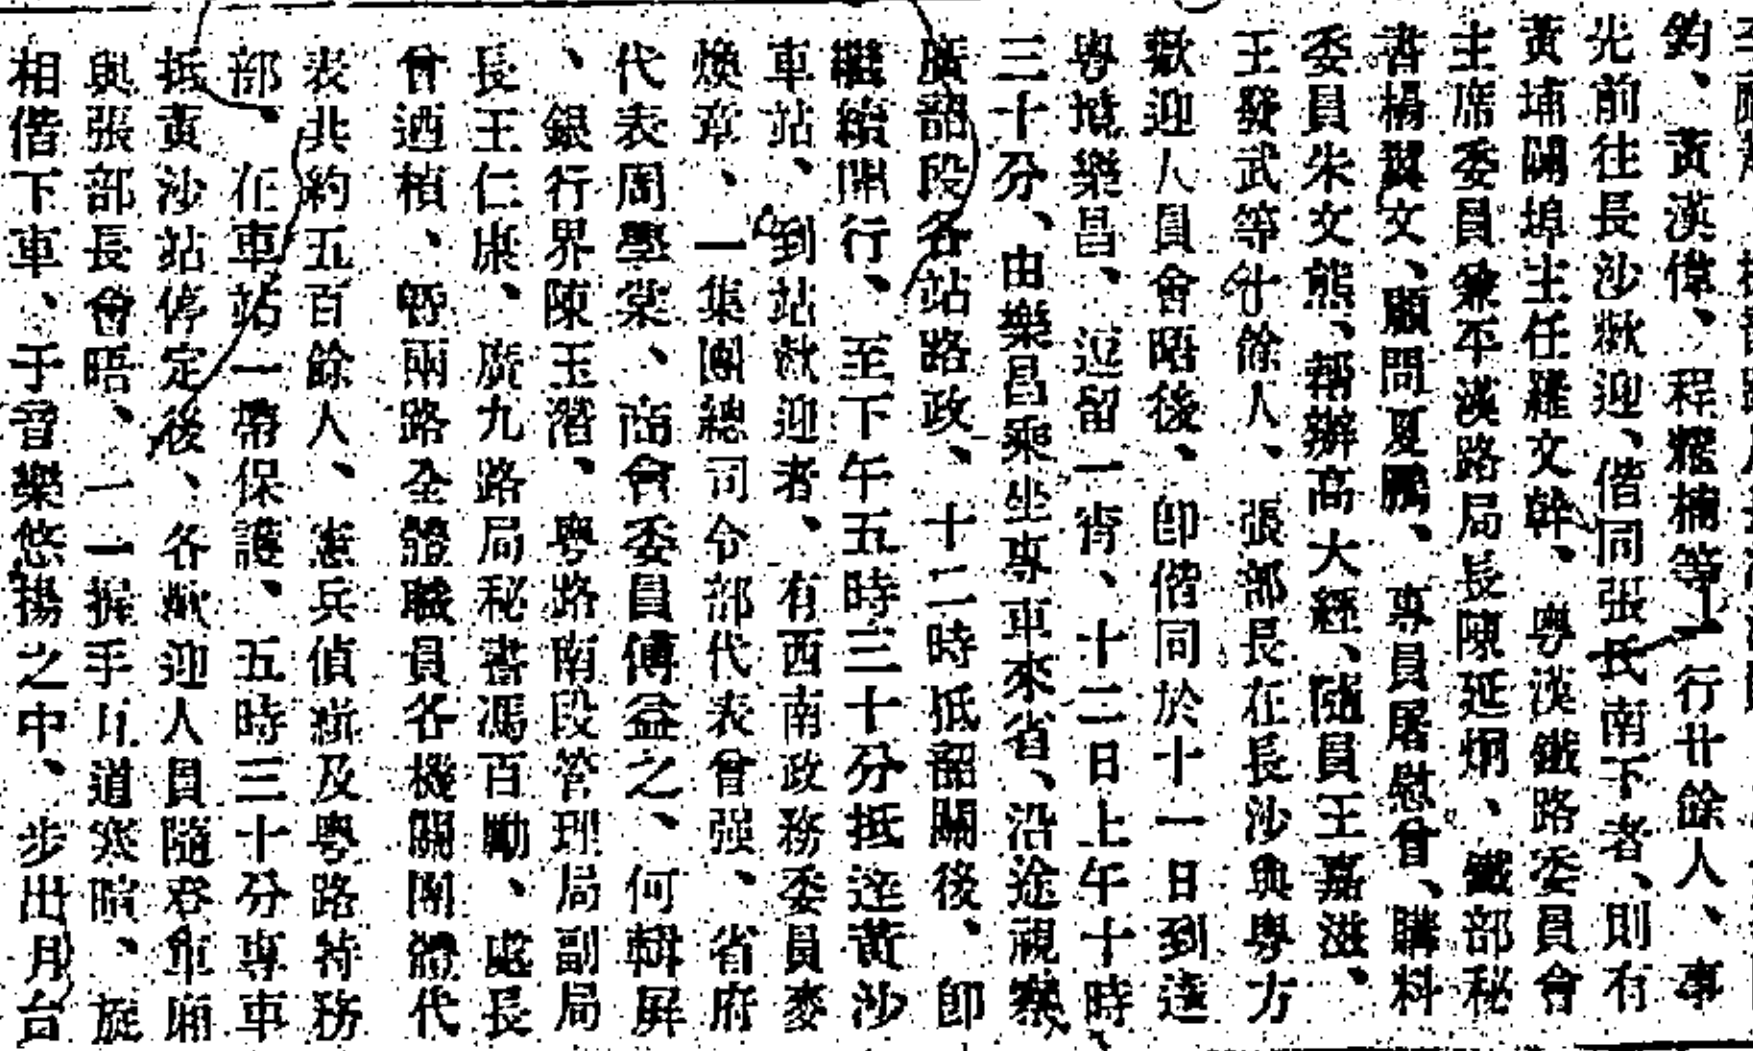 鈞、黃漢偉、程耀楠等一行廿餘人、事
先前往長沙歡迎、偕同張氏南下者、則有
黃埔關埠主任羅文幹、粵漢鐵路委員會
主席委員兼平漢路局長陳延炯、鐵部秘
書楊翼文、顧問夏鵬、專員屠慰曾、購料
委員朱文熊、幫辦高大經、隨員王嘉滋、
王發武等廿餘人、張部長在長沙與粵方
歡迎人員會晤後、卽偕同於十一日到達
粵境樂昌、逗留一宵、十二日上午十時
三十分、由樂昌乘坐專車來省、沿途視察
廣韶段各站路政、十二時抵韶關後、卽
繼續開行、至下午五時三十分抵達黃沙
車站、到站歡迎者、有西南政務委員麥
煥章、一集團總司令部代表曾强、省府
代表周學棠、商會委員傅益之、何輯屏
、銀行界陳玉潛、粵路南段管理局副局
長王仁康、廣九路局秘書馮百勵、處長
曾迺楨、曁兩路全體職員各機關團體代
表共約五百餘人、憲兵偵緝及粵路特務
部、在車站一帶保護、五時三十分專車
抵黃沙站停定後、各歡迎人員隨登車廂
與張部長會晤、一一握手互道寒暄、旋
相偕下車、于音樂悠揚之中、步出月台